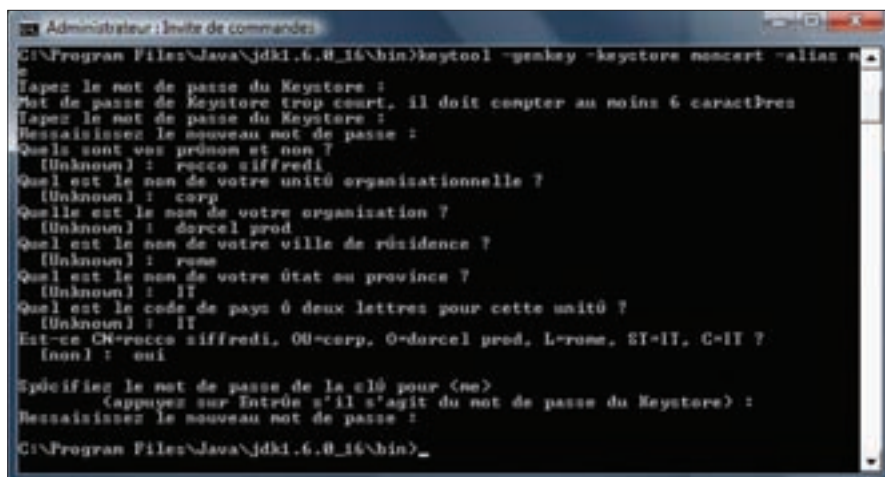 Administrateur : Invite de commandes
C:\Program Files\Java\jdk1.6.0_16\bin>keytool -genkey -keystore moncert -alias m
e
Tapez le mot de passe du Keystore :
Mot de passe de Keystore trop court, il doit compter au moins 6 caractÞres
Tapez le mot de passe du Keystore :
Ressaisissez le nouveau mot de passe :
Quels sont vos prÛnom et nom ?
[Unknown] : rocco siffredi
Quel est le nom de votre unitÛ organisationnelle ?
[Unknown] : corp
Quelle est le nom de votre organisation ?
[Unknown] : dorcel prod
Quel est le nom de votre ville de rÛsidence ?
[Unknown] : rome
Quel est le nom de votre Ûtat ou province ?
[Unknown] : IT
Quel est le code de pays Ó deux lettres pour cette unitÛ ?
[Unknown] : IT
Est-ce CN=rocco siffredi, OU=corp, O=dorcel prod, L=rome, ST=IT, C=IT ?
[non] : oui
SpÛcifiez le mot de passe de la clÛ pour <me>
(appuyez sur EntrÛe s'il s'agit du mot de passe du Keystore) :
Ressaisissez le nouveau mot de passe :
C:\Program Files\Java\jdk1.6.0_16\bin>_